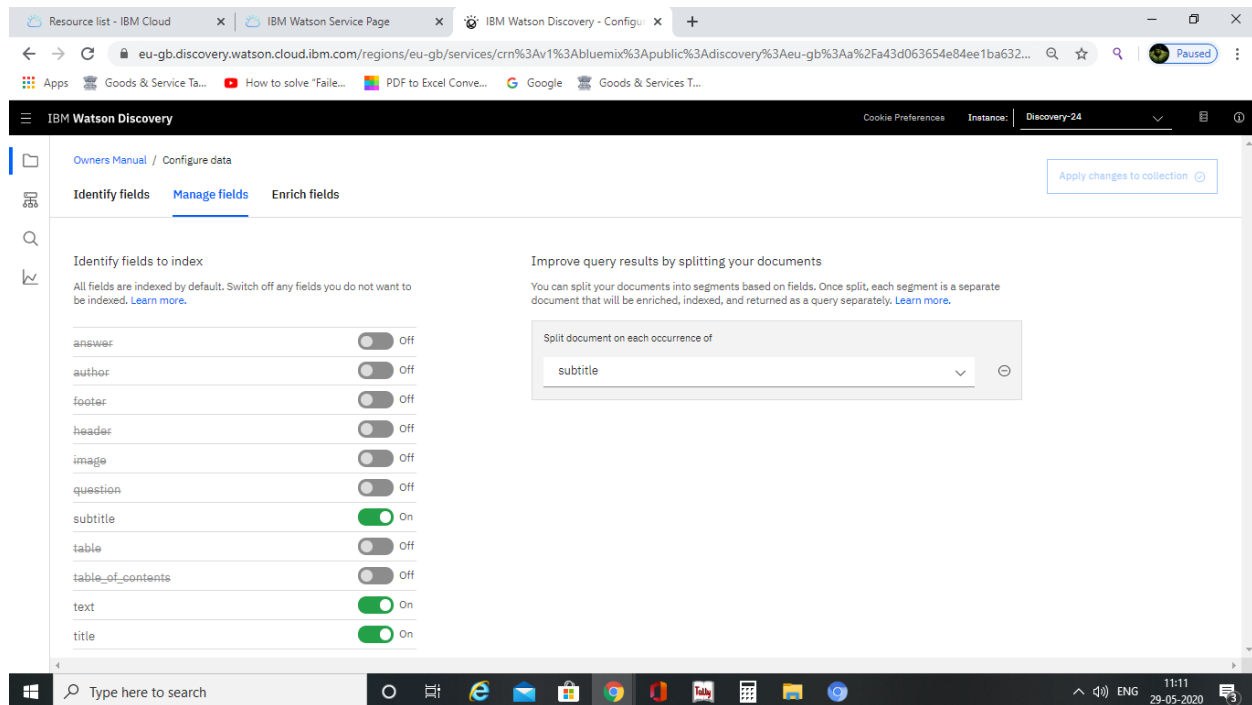 Resource list - IBM Cloud
IBM Watson Service Page
IBM Watson Discovery - Configu
eu-gb.discovery.watson.cloud.ibm.com/regions/eu-gb/services/crn%3Av1%3Abluemix%3Apublic%3Adiscovery%3Aeu-gb%3Aa%2Fa43d063654e84ee1ba632...
Paused
Apps
Goods & Service Ta...
How to solve "Faile...
PDF to Excel Conve...
Google
Goods & Services T...
IBM Watson Discovery
Cookie Preferences
Instance:
Discovery-24
Owners Manual / Configure data
Apply changes to collection
Identify fields
Manage fields
Enrich fields
Identify fields to index
All fields are indexed by default. Switch off any fields you do not want to
be indexed. Learn more.
answer Off
author Off
footer Off
header Off
image Off
question Off
subtitle On
table Off
table_of_contents Off
text On
title On
Improve query results by splitting your documents
You can split your documents into segments based on fields. Once split, each segment is a separate
document that will be enriched, indexed, and returned as a query separately. Learn more.
Split document on each occurrence of
subtitle
Type here to search
Tally
ENG
11:11
29-05-2020
3